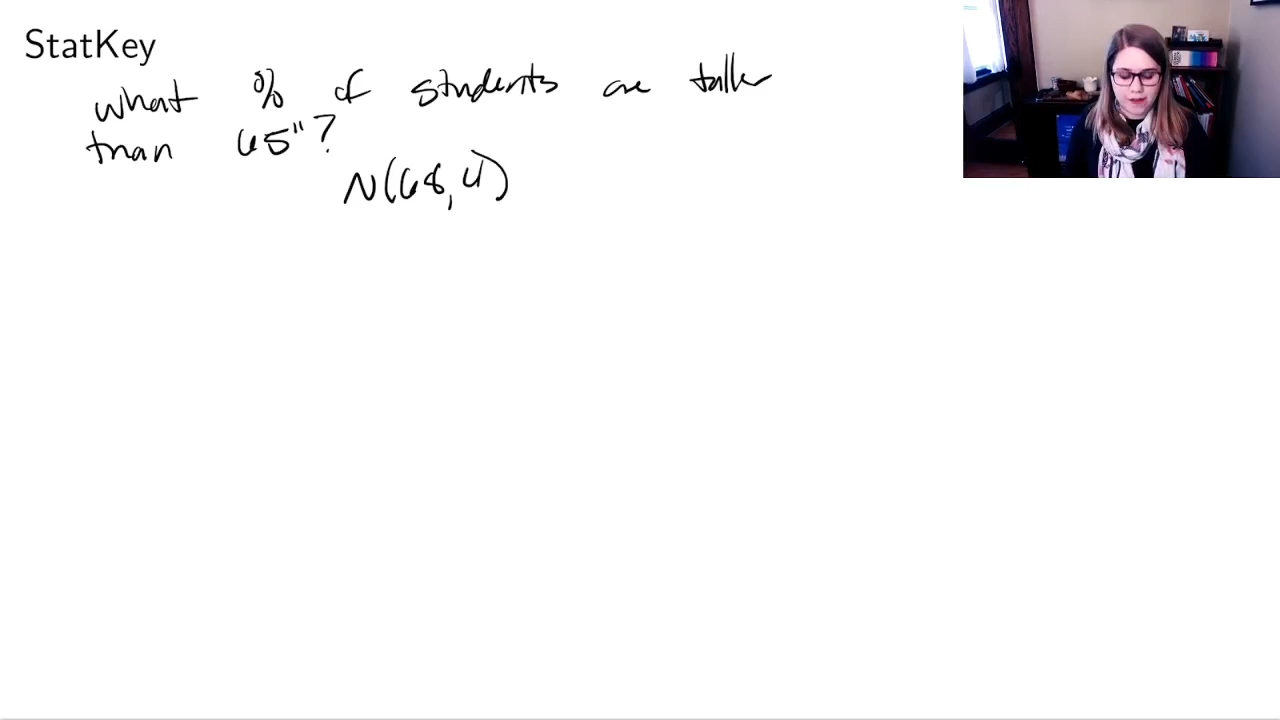 StatKey
what % of students are taller
than 65"?
N(68, 4)